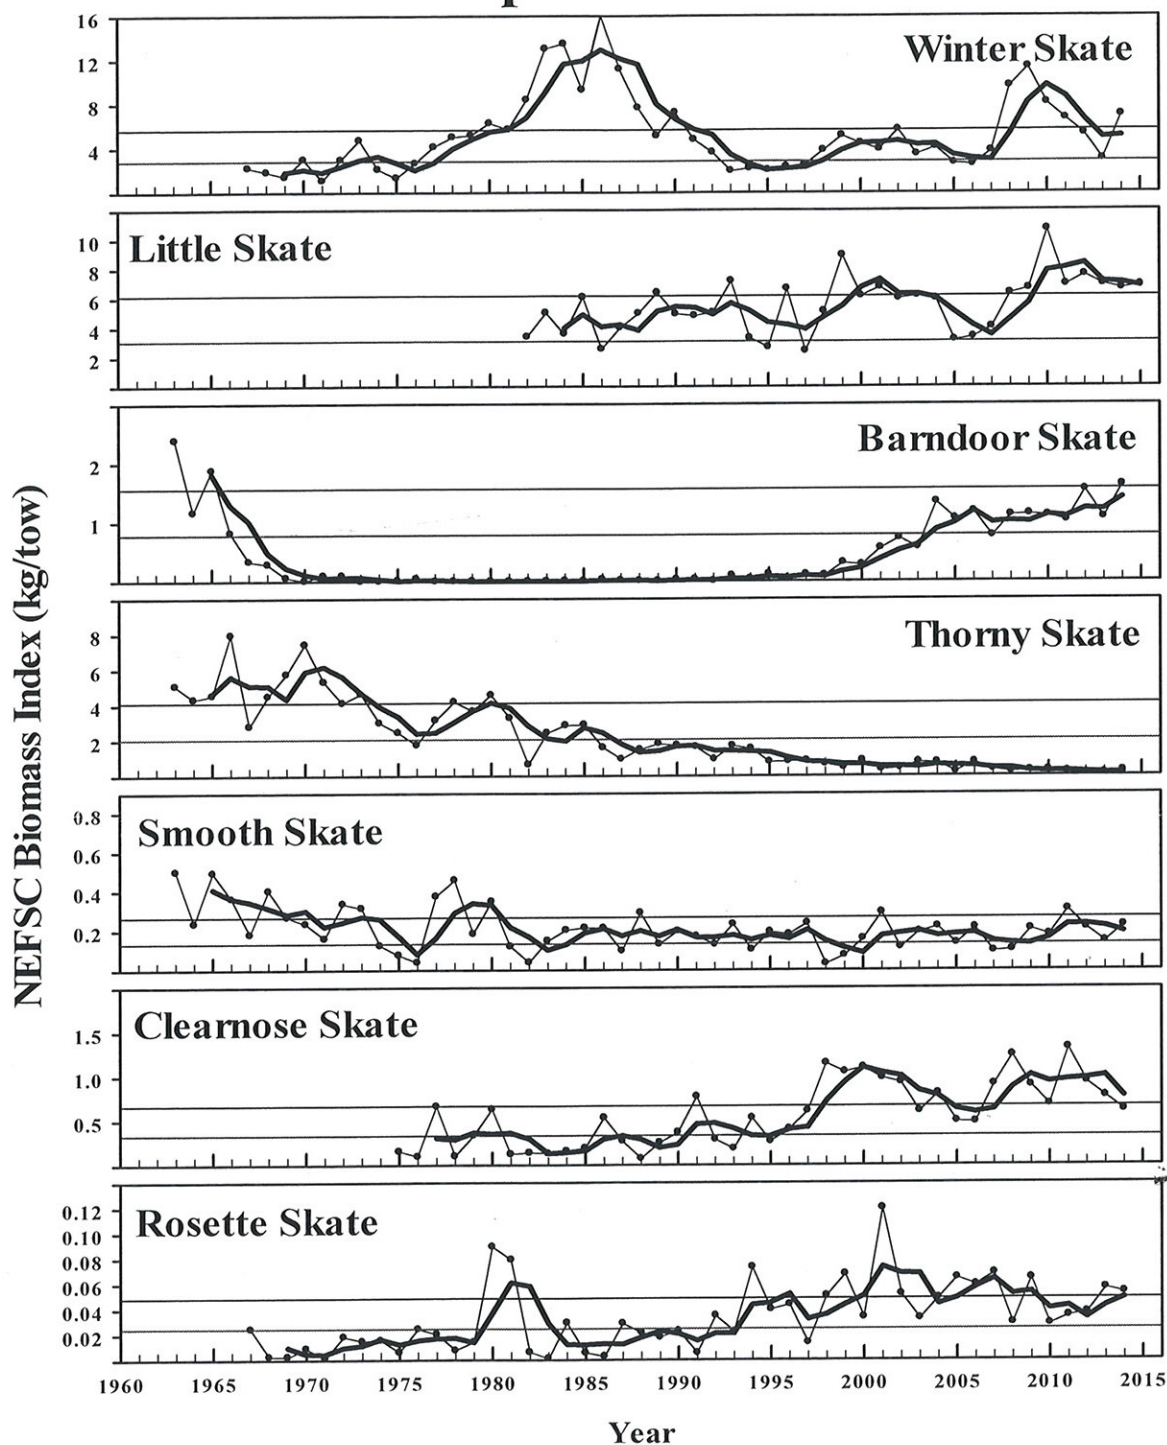 Winter Skate
16
12
8
4
Little Skate
10
8
6
4
2
Barndoor Skate
2
1
Thorny Skate
8
6
4
2
NEFSC Biomass Index (kg/tow)
Smooth Skate
0.8
0.6
0.4
0.2
Clearnose Skate
1.5
1.0
0.5
Rosette Skate
0.12
0.10
0.08
0.06
0.04
0.02
1960 1965 1970 1975 1980 1985 1990 1995 2000 2005 2010 2015
Year